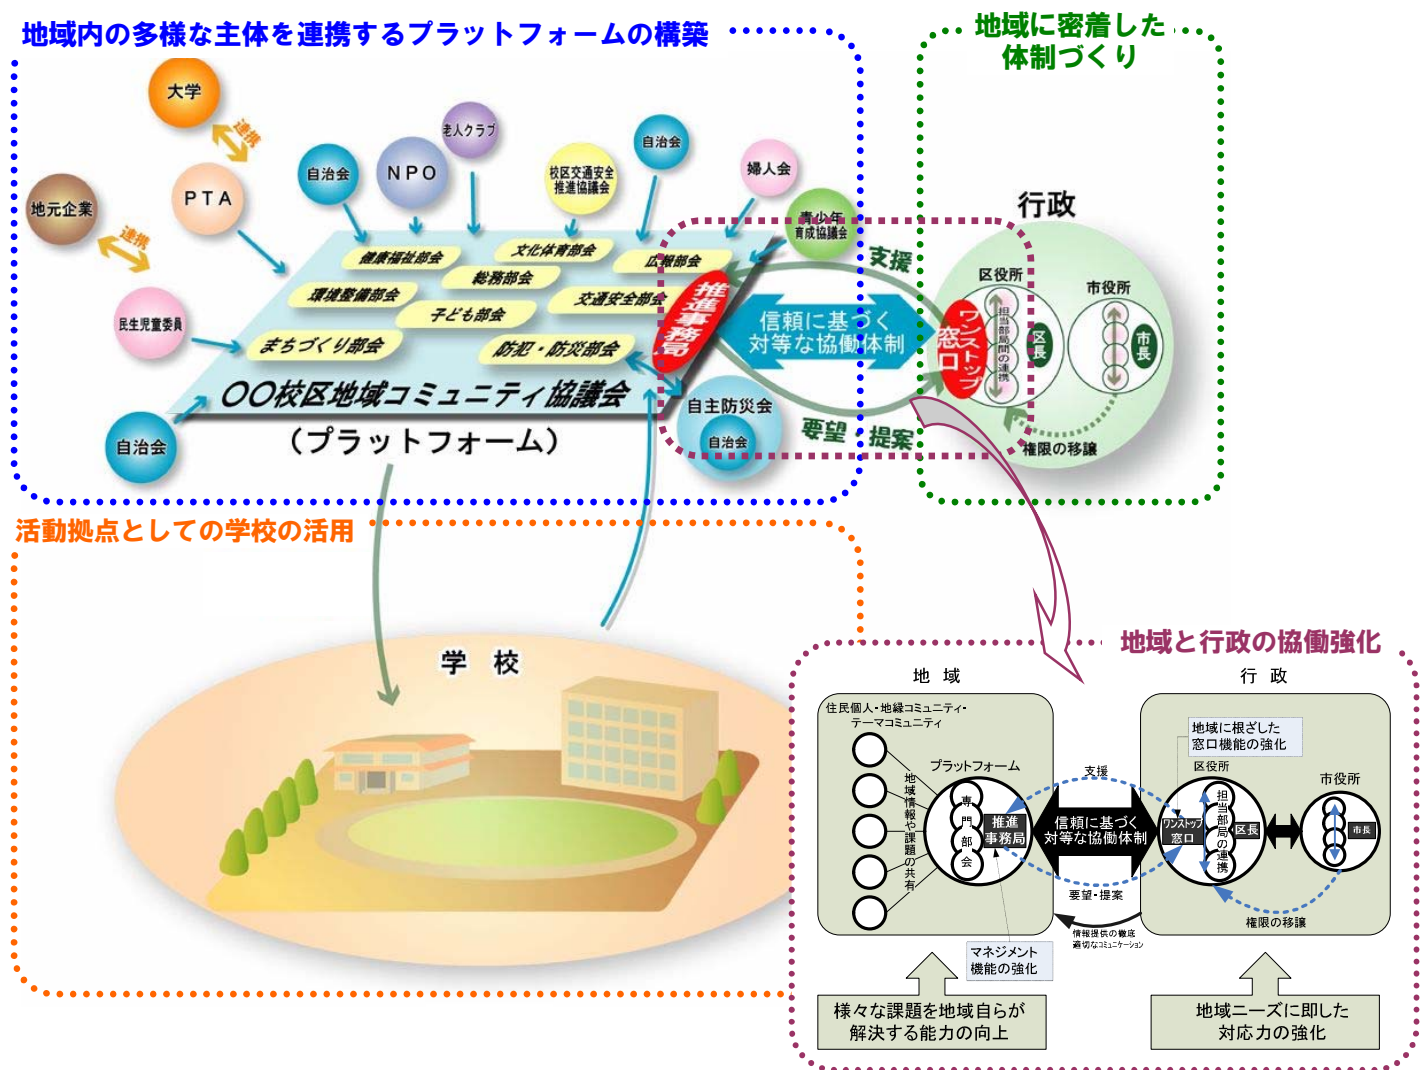 地域内の多様な主体を連携するプラットフォームの構築
地域に密着した
体制づくり
大学
連携
地元企業
連携
PTA
自治会
NPO
老人クラブ
校区交通安全
推進協議会
自治会
婦人会
青少年
育成協議会
民生児童委員
自治会
健康福祉部会
文化体育部会
広報部会
総務部会
環境整備部会
交通安全部会
子ども部会
まちづくり部会
防犯・防災部会
推進事務局
〇〇校区地域コミュニティ協議会
(プラットフォーム)
自主防災会
自治会
支援
信頼に基づく
対等な協働体制
要望・提案
行政
区役所
ワンストップ
窓口
担当部局間の連携
区長
市役所
市長
権限の移譲
活動拠点としての学校の活用
学 校
地域と行政の協働強化
地 域
住民個人・地縁コミュニティ・
テーマコミュニティ
地域情報や課題の共有
プラットフォーム
専門部会
推進
事務局
マネジメント
機能の強化
支援
信頼に基づく
対等な協働体制
要望・提案
情報提供の徹底
適切なコミュニケーション
行 政
地域に根ざした
窓口機能の強化
区役所
ワンストップ
窓口
担当部局の連携
区長
市役所
市長
権限の移譲
様々な課題を地域自らが
解決する能力の向上
地域ニーズに即した
対応力の強化